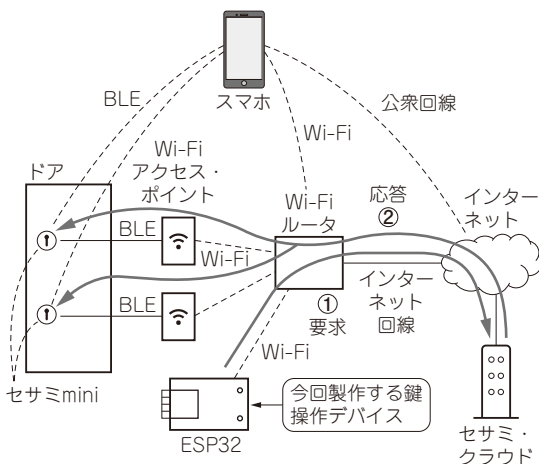 スマホ
BLE
Wi-Fi
公衆回線
ドア
Wi-Fi
アクセス・
ポイント
Wi-Fi
ルータ
応答
②
インター
ネット
BLE
Wi-Fi
BLE
①
要求
インター
ネット
回線
Wi-Fi
セサミmini
ESP32
今回製作する鍵
操作デバイス
セサミ・
クラウド